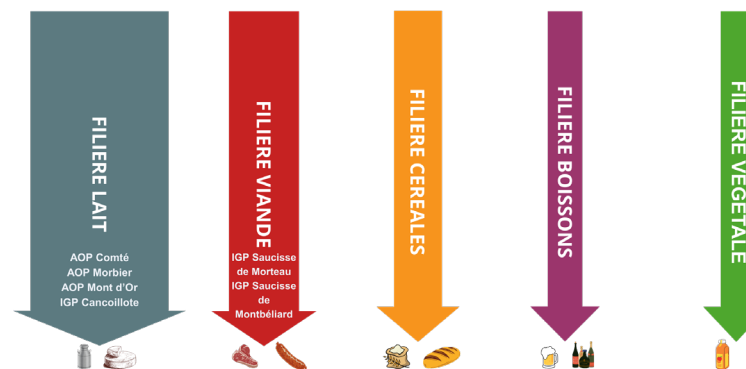 FILIERE LAIT
AOP Comté
AOP Morbier
AOP Mont d'Or
IGP Cancoillote
FILIERE VIANDE
IGP Saucisse
de Morteau
IGP Saucisse
de
Montbéliard
FILIERE CEREALES
FILIERE BOISSONS
FILIERE VEGETALE